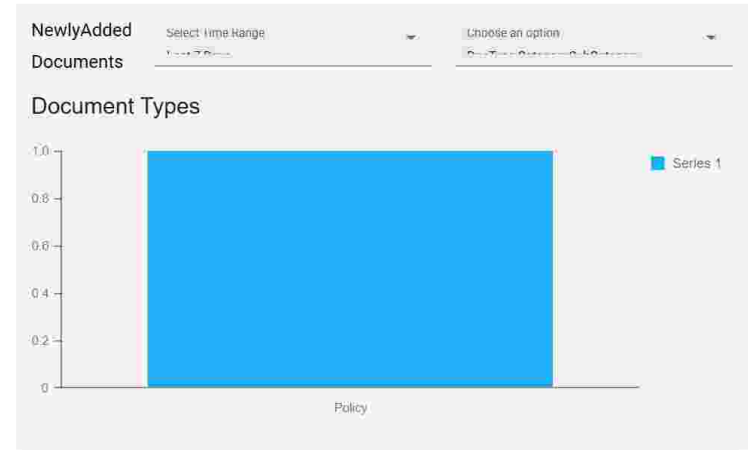 NewlyAdded
Documents
Select Time Range
Choose an option
Document Types
1.0
0.8
0.6
0.4
0.2
0
Series 1
Policy